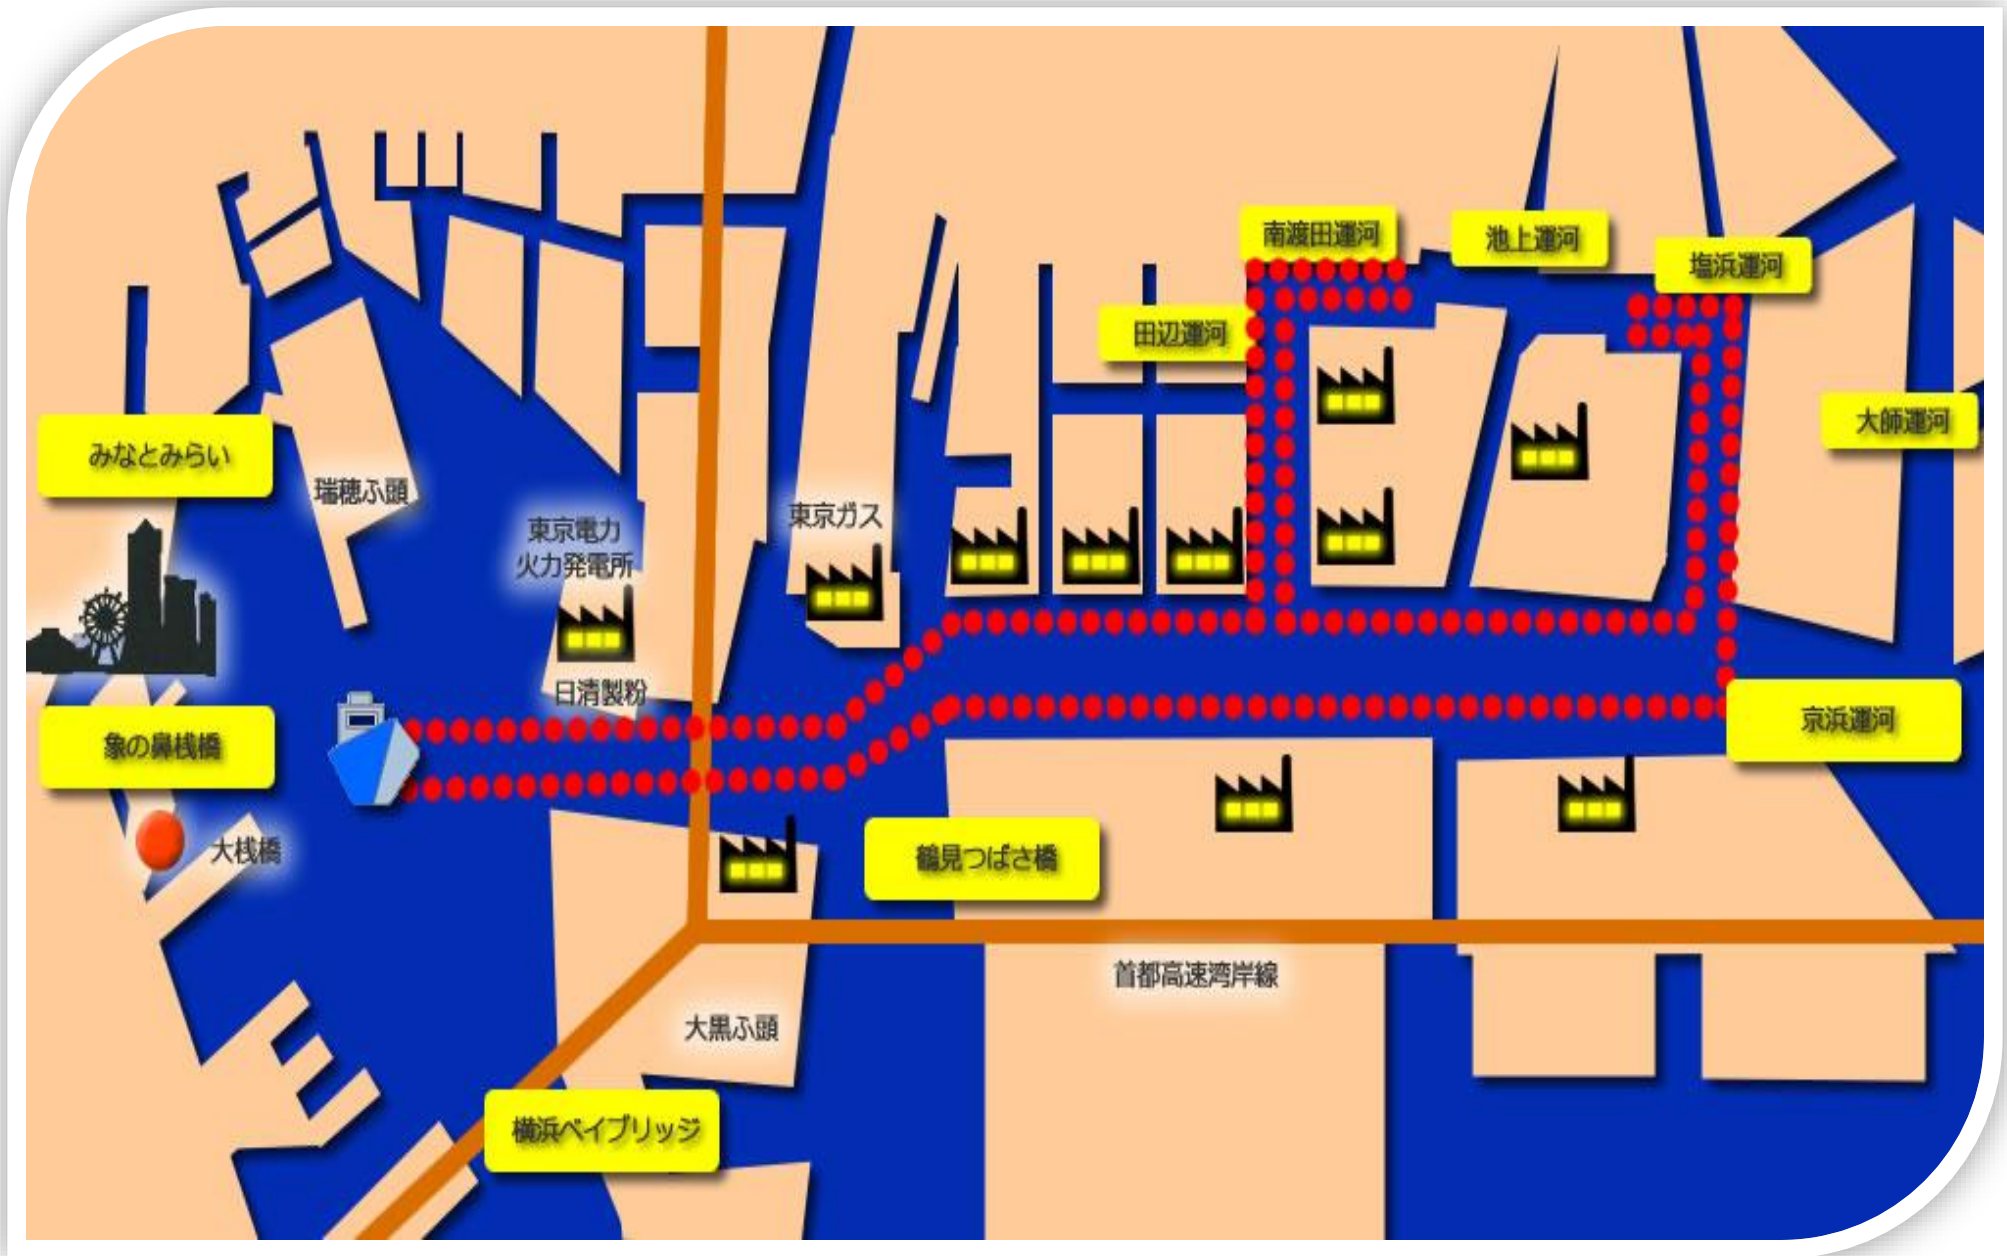 南渡田運河
池上運河
塩浜運河
田辺運河
大師運河
みなとみらい
瑞穂ふ頭
東京電力
火力発電所
東京ガス
日清製粉
象の鼻桟橋
京浜運河
大桟橋
鶴見つばさ橋
首都高速湾岸線
大黒ふ頭
横浜ベイブリッジ